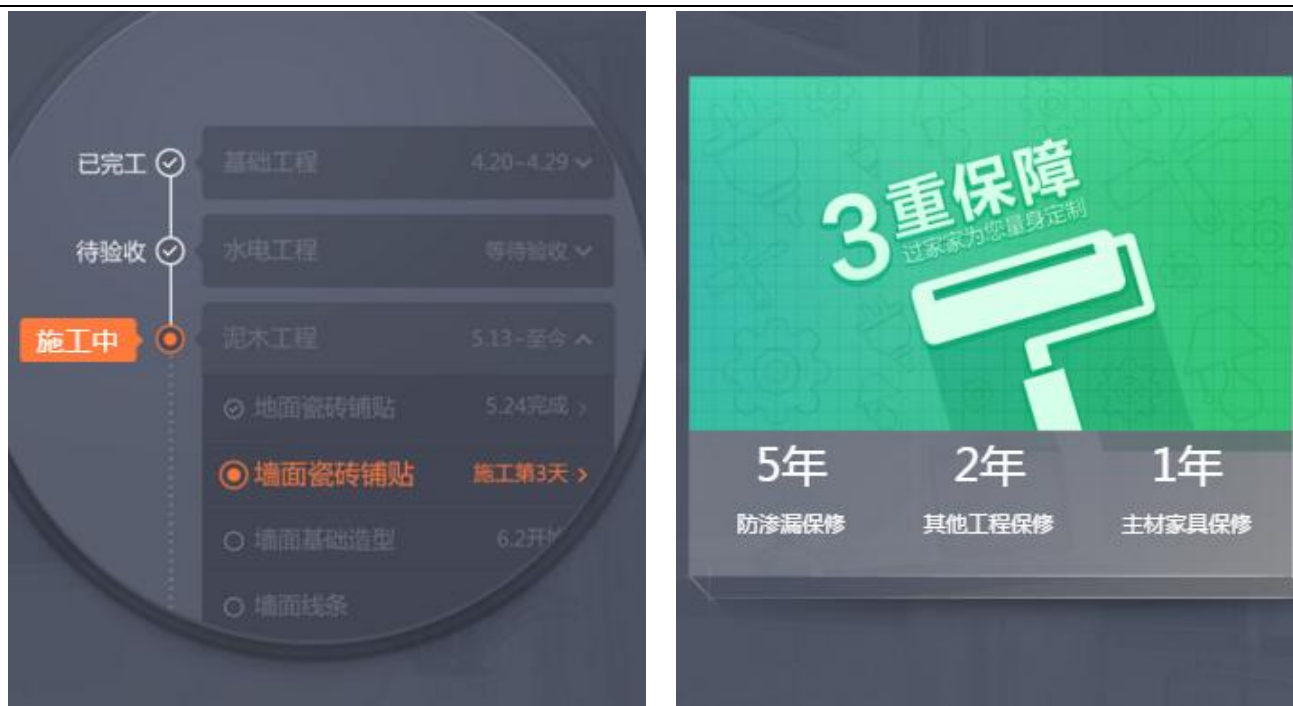 已完工
基础工程 4.20-4.29
待验收
水电工程 等待验收
施工中
泥木工程 5.13-至今
地面瓷砖铺贴 5.24完成
墙面瓷砖铺贴 施工第3天
墙面基础造型 6.2开始
墙面线条
3重保障
过家家为您量身定制
5年 2年 1年
防渗漏保修 其他工程保修 主材家具保修